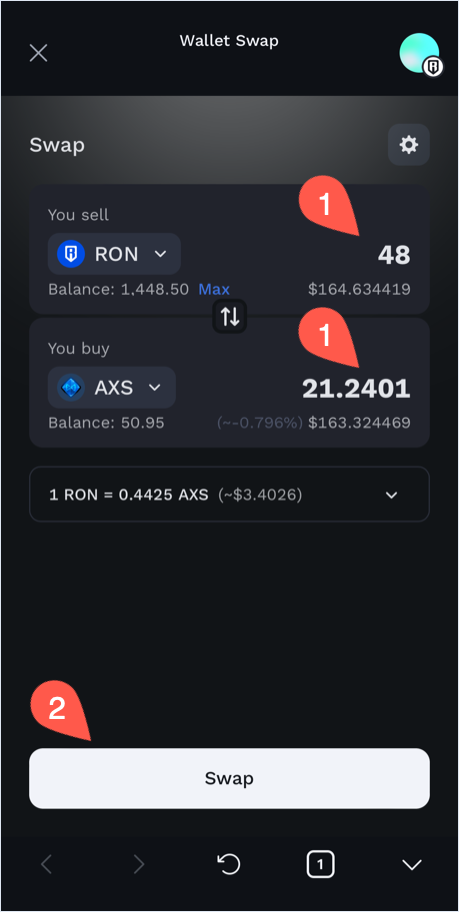 Wallet Swap
Swap
You sell
1
RON
48
Balance: 1,448.50 Max
$164.634419
You buy
1
AXS
21.2401
Balance: 50.95
(~-0.796%) $163.324469
1 RON = 0.4425 AXS (~$3.4026)
2
Swap
1